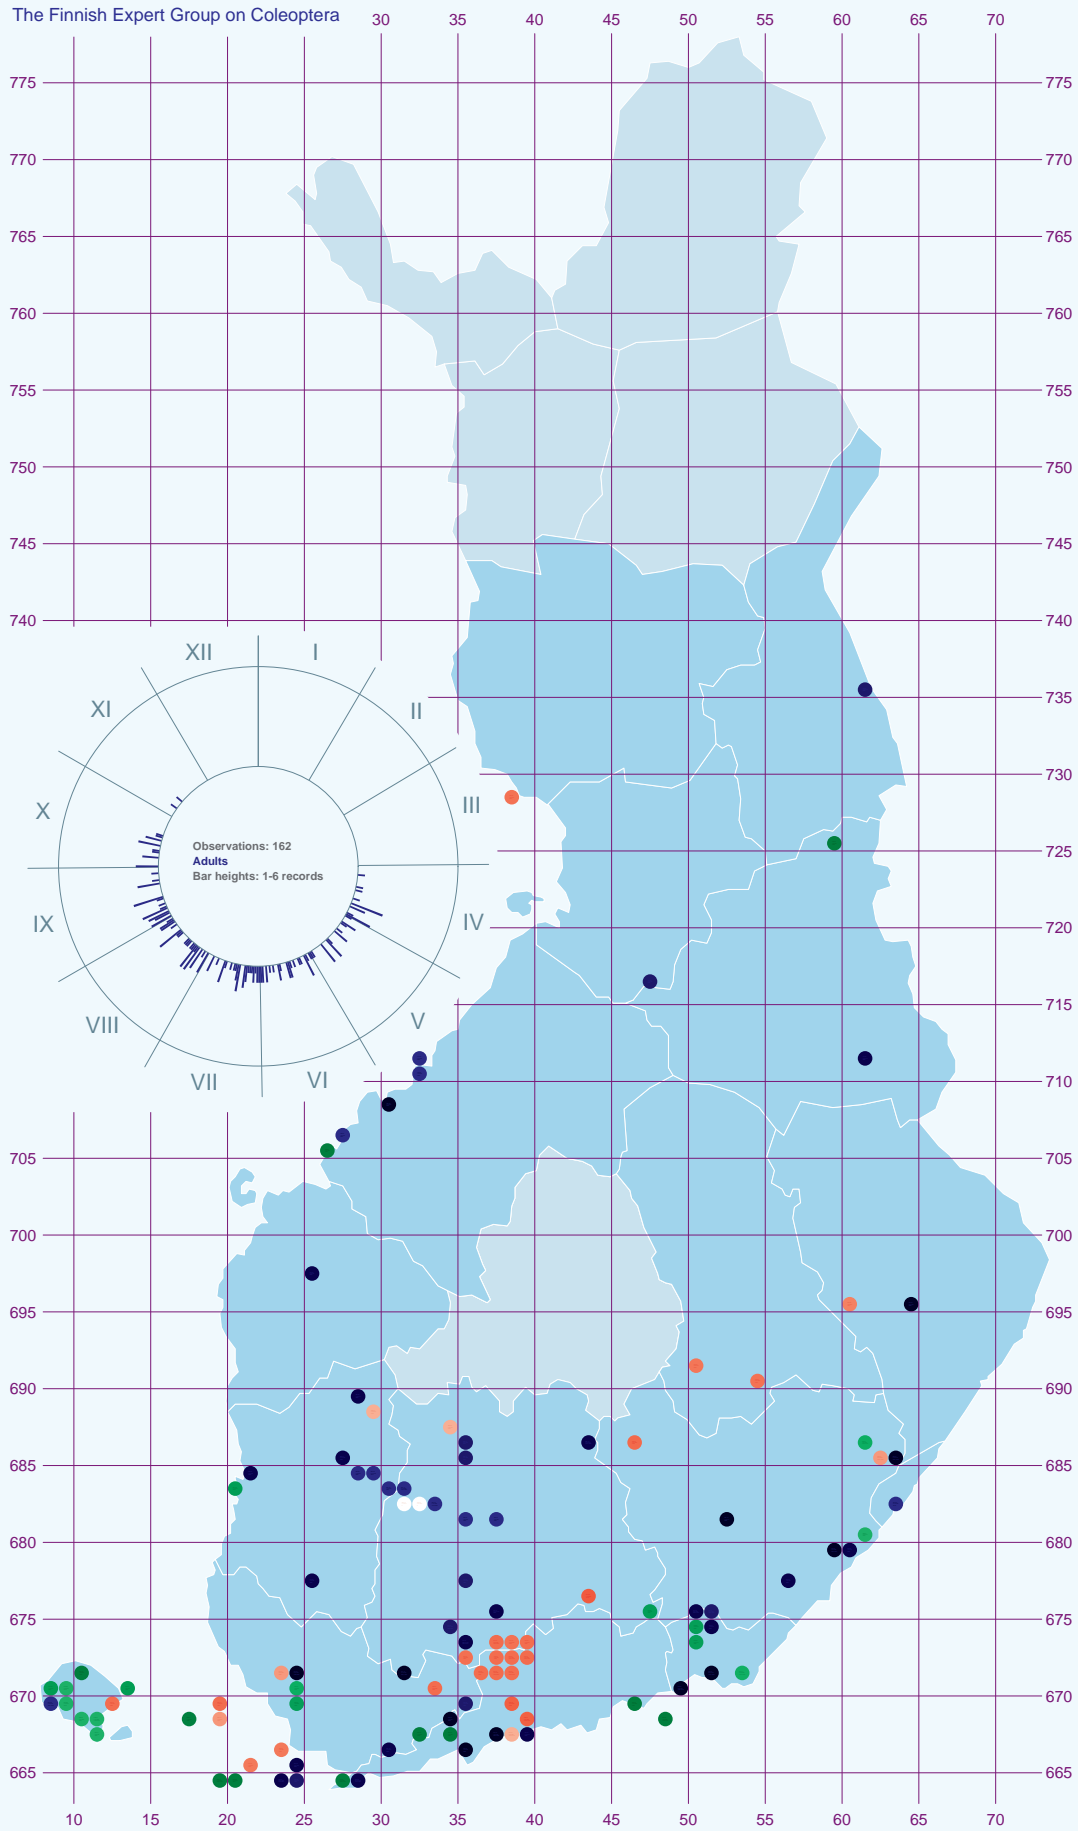 The Finnish Expert Group on Coleoptera
30 40 45 50 55 60 70
775 775
770 770
765 765
760 760
755 755
750 750
745 745
740 740
XII I
XI II
735
730
X III
Observations: 162
Adults
Bar heights: 1-6 records
725
IX IV
720
715
VIII V
VII VI
710
705 705
700 700
695 695
690 690
685 685
680 680
675 675
670 670
665 665
10 15 20 25 30 35 40 45 50 55 60 65 70